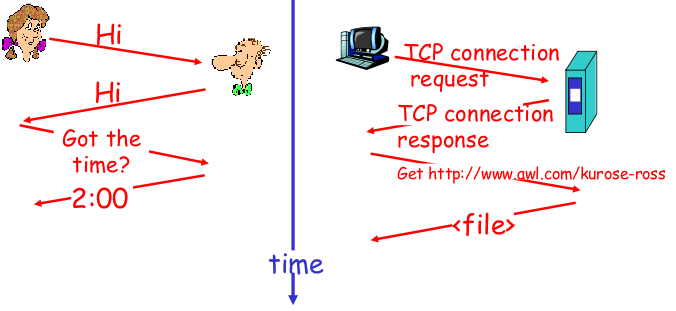 Hi
Hi
Got the
time?
2:00
TCP connection
request
TCP connection
response
Get http://www.awl.com/kurose-ross
<file>
time